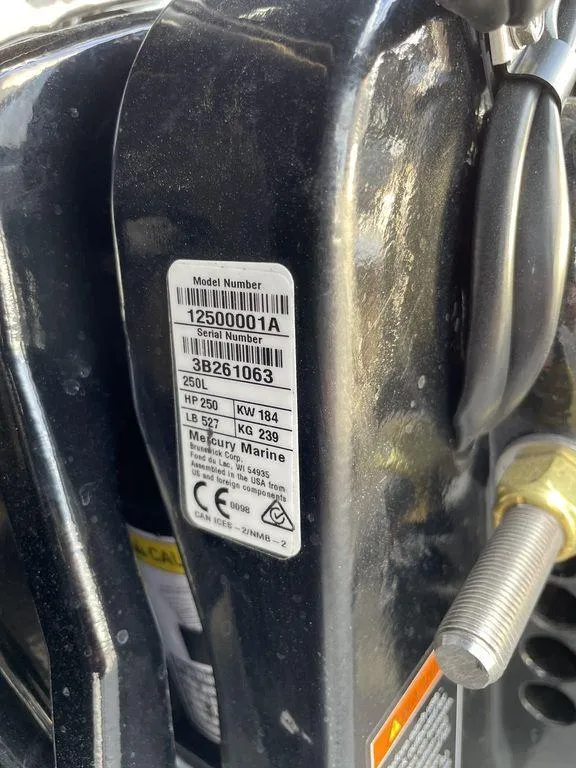 Model Number
12500001A
Serial Number
3B261063
250L
HP 250 KW 184
LB 527 KG 239
Mercury Marine
Brunswick Corp.
Fond du Lac, WI 54935
Assembled in the USA from
US and foreign components
CE 0098
CAN ICES-2/NMB-2
CAU